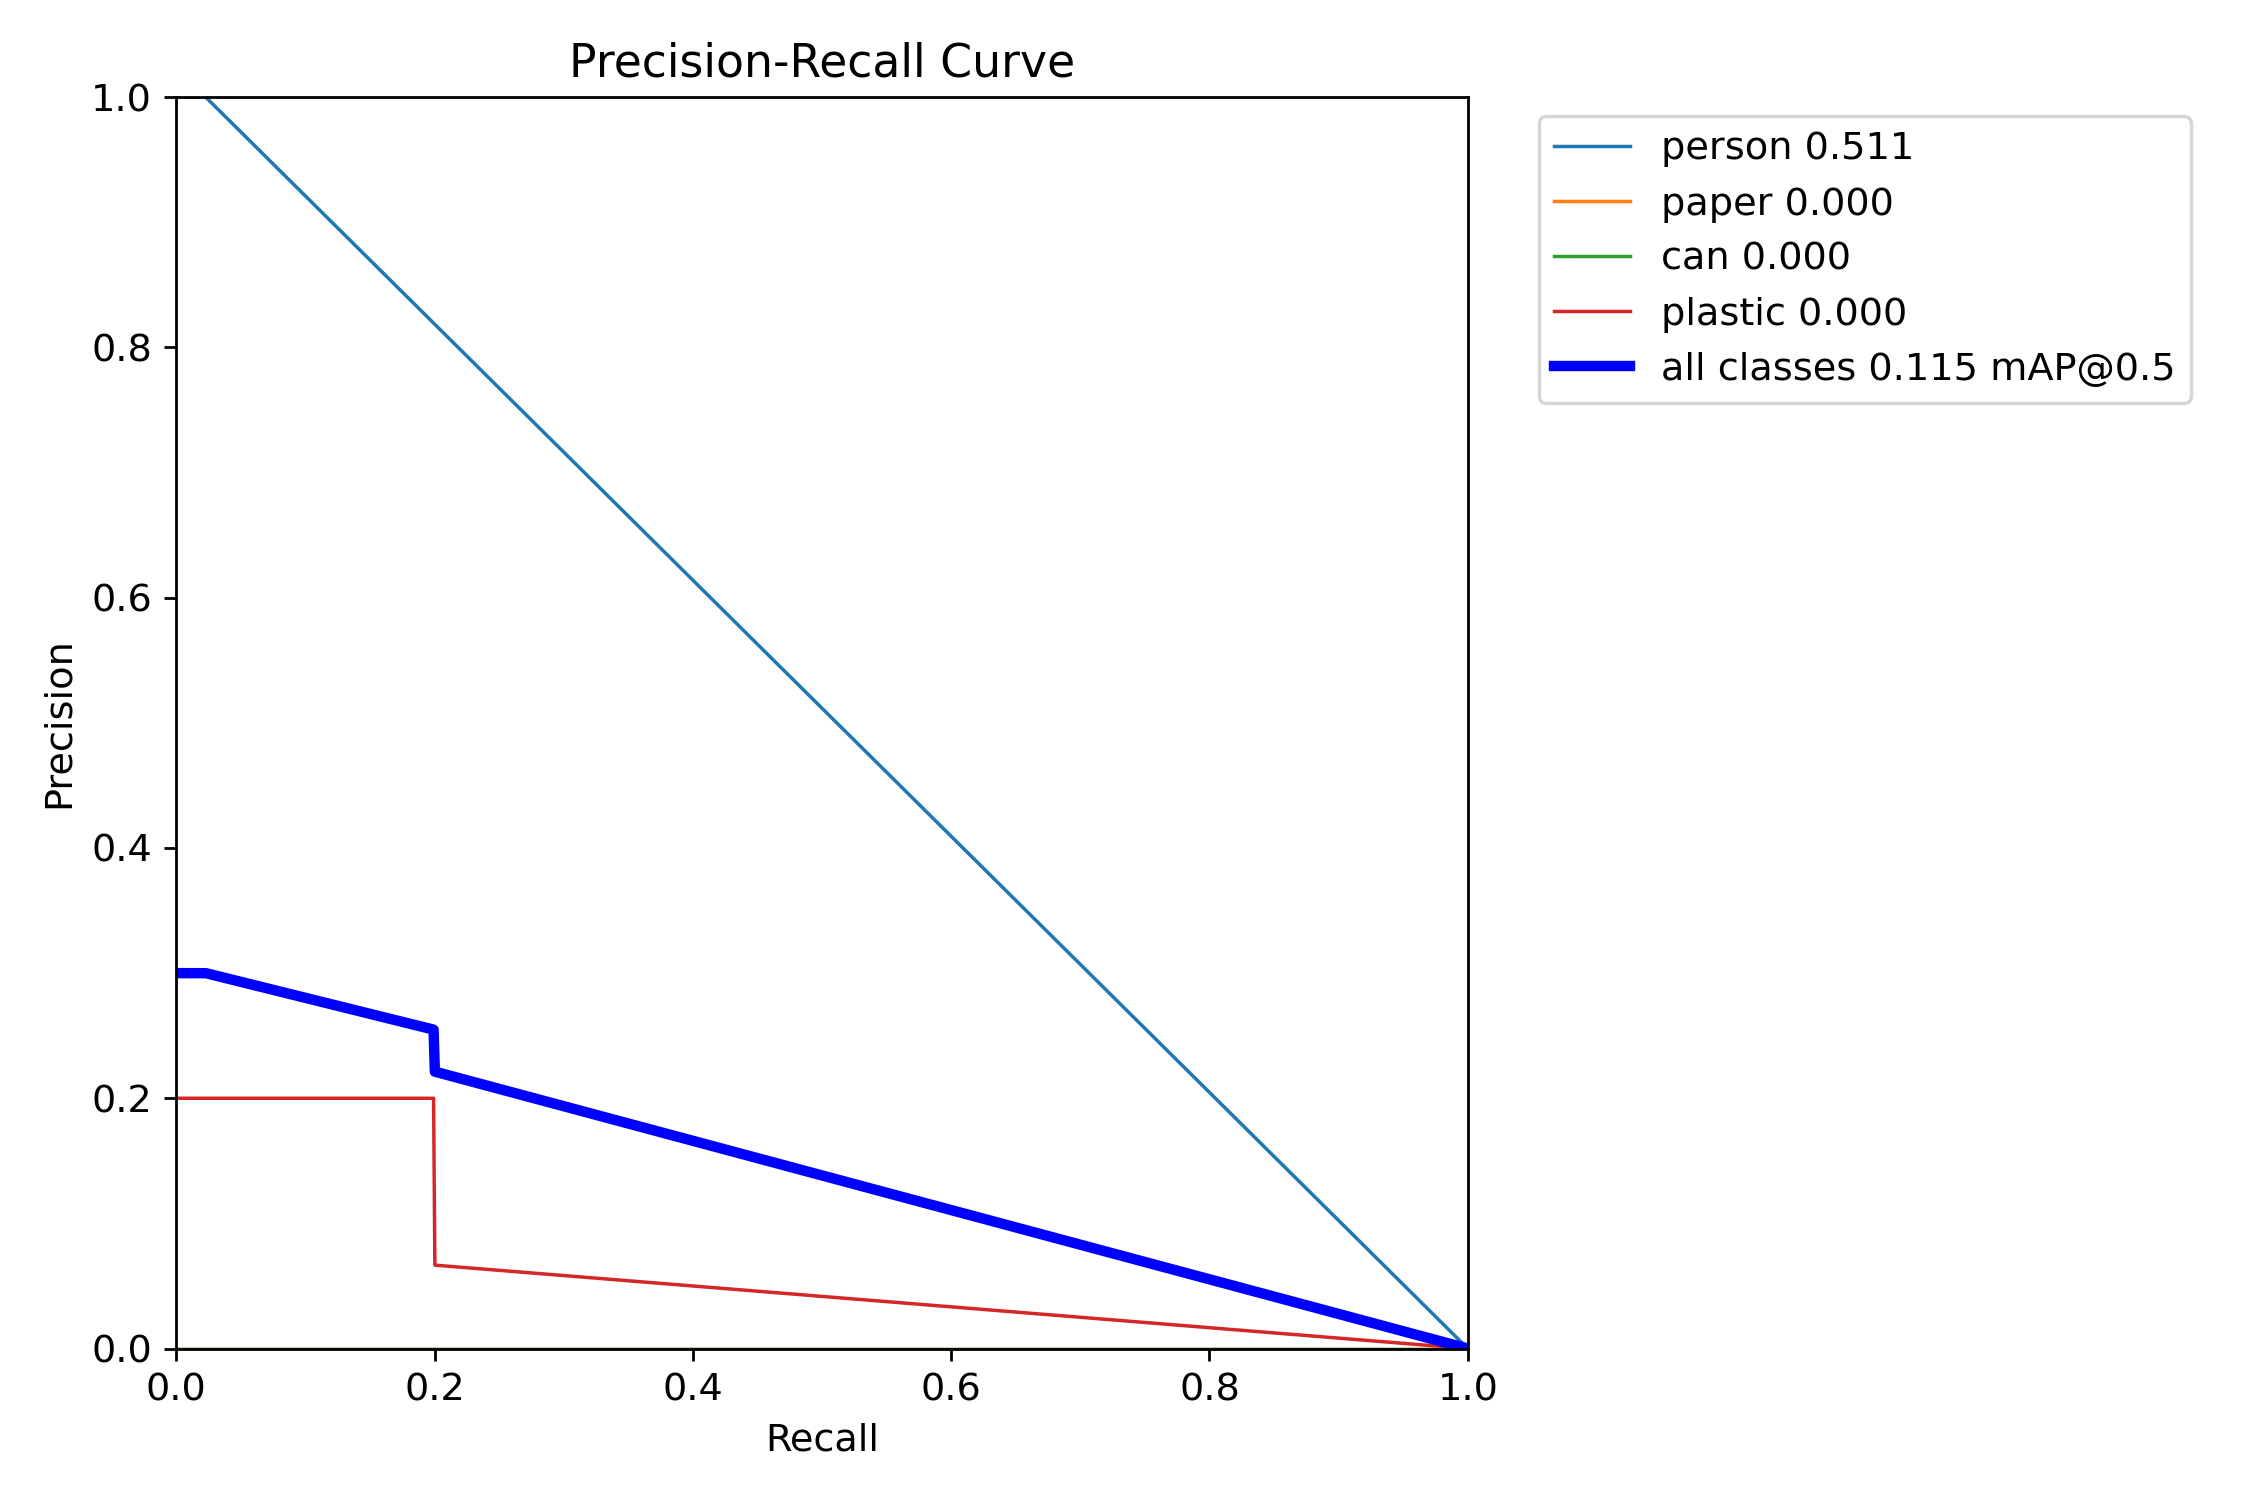 Precision-Recall Curve
1.0
0.8
0.6
0.4
0.2
0.0
Precision
0.0 0.2 0.4 0.6 0.8 1.0
Recall
person 0.511
paper 0.000
can 0.000
plastic 0.000
all classes 0.115 mAP@0.5